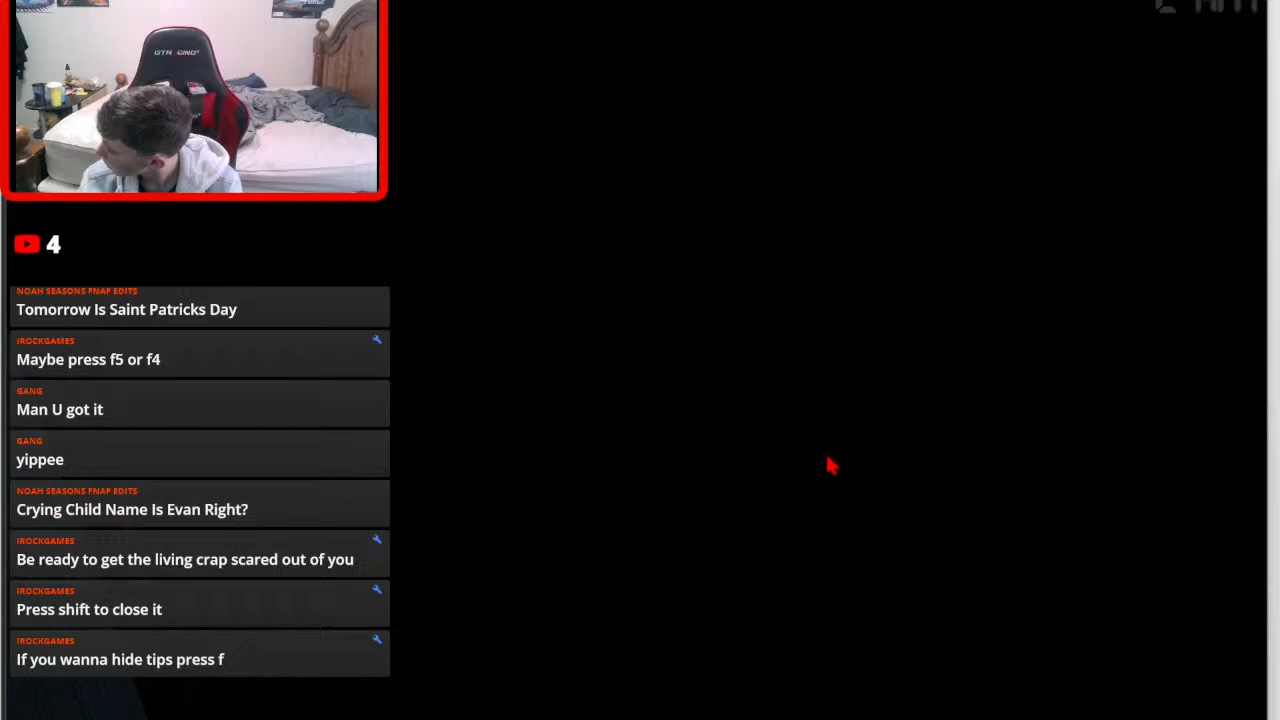 GTRACING
4
NOAH SEASONS FNAF EDITS
Tomorrow Is Saint Patricks Day
IROCKGAMES
Maybe press f5 or f4
GANG
Man U got it
GANG
yippee
NOAH SEASONS FNAF EDITS
Crying Child Name Is Evan Right?
IROCKGAMES
Be ready to get the living crap scared out of you
IROCKGAMES
Press shift to close it
IROCKGAMES
If you wanna hide tips press f